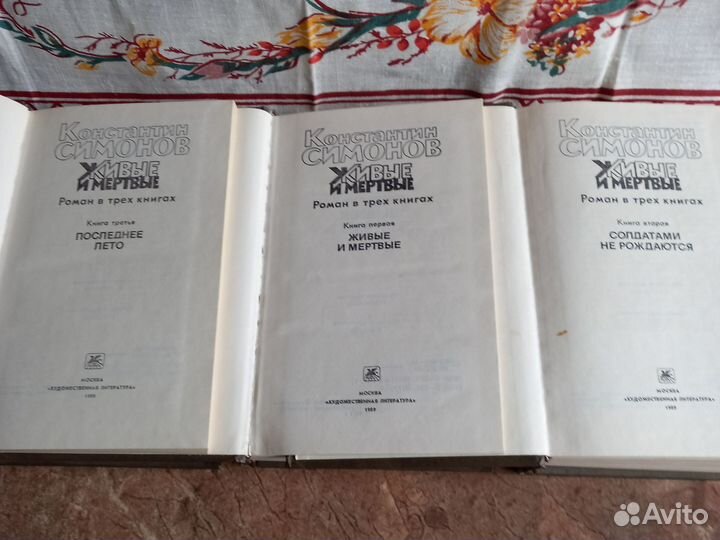 Константин
СИМОНОВ
ЖИВЫЕ
И МЕРТВЫЕ
Роман в трех книгах
Книга третья
ПОСЛЕДНЕЕ
ЛЕТО
МОСКВА
«ХУДОЖЕСТВЕННАЯ ЛИТЕРАТУРА»
1989
Константин
СИМОНОВ
ЖИВЫЕ
И МЕРТВЫЕ
Роман в трех книгах
Книга первая
ЖИВЫЕ
И МЕРТВЫЕ
МОСКВА
«ХУДОЖЕСТВЕННАЯ ЛИТЕРАТУРА»
1989
Константин
СИМОНОВ
ЖИВЫЕ
И МЕРТВЫЕ
Роман в трех книгах
Книга вторая
СОЛДАТАМИ
НЕ РОЖДАЮТСЯ
МОСКВА
«ХУДОЖЕСТВЕННАЯ ЛИТЕРАТУРА»
1989
Avito